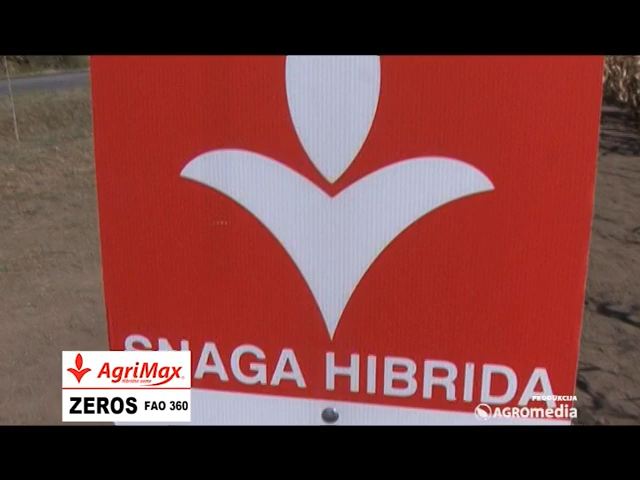 SNAGA HIBRIDA
AgriMax
ZEROS FAO 360
PRODUKCIJA
AGROmedia